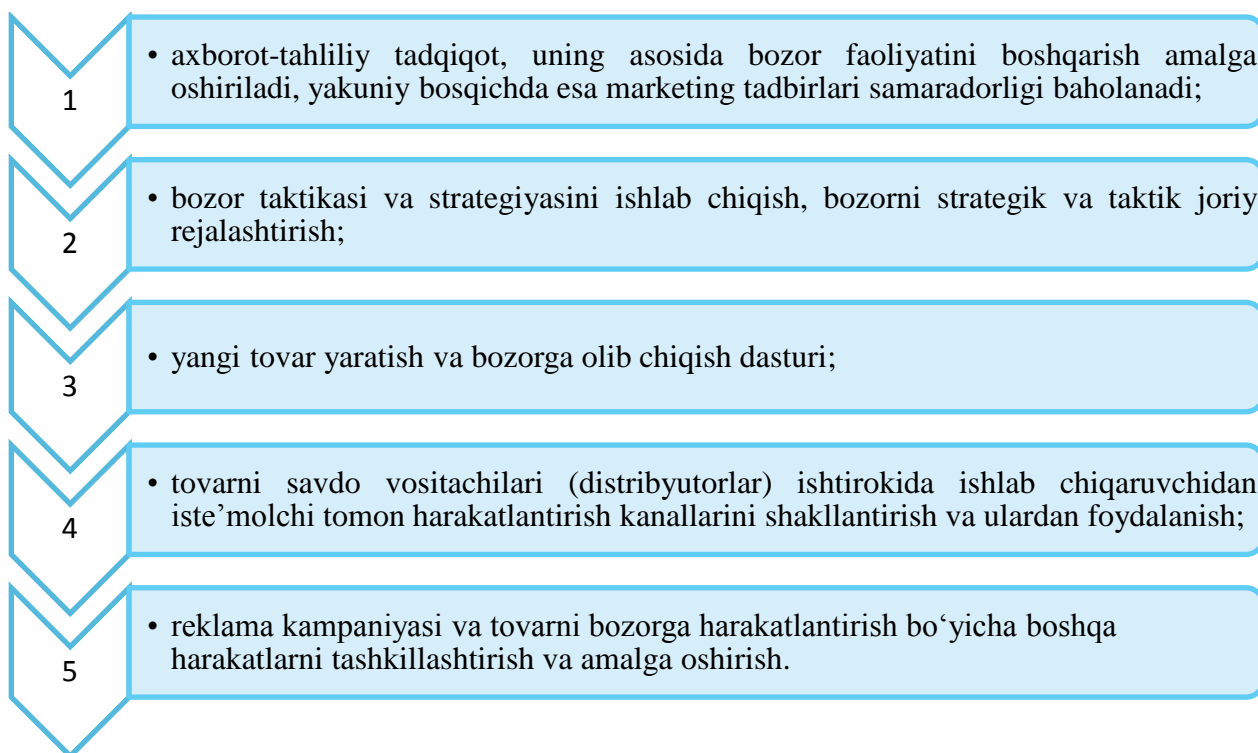 1
• axborot-tahliliy tadqiqot, uning asosida bozor faoliyatini boshqarish amalga
oshiriladi, yakuniy bosqichda esa marketing tadbirlari samaradorligi baholanadi;
2
• bozor taktikasi va strategiyasini ishlab chiqish, bozorni strategik va taktik joriy
rejalashtirish;
3
• yangi tovar yaratish va bozorga olib chiqish dasturi;
4
• tovarni savdo vositachilari (distribyutorlar) ishtirokida ishlab chiqaruvchidan
iste’molchi tomon harakatlantirish kanallarini shakllantirish va ulardan foydalanish;
5
• reklama kampaniyasi va tovarni bozorga harakatlantirish bo‘yicha boshqa
harakatlarni tashkillashtirish va amalga oshirish.